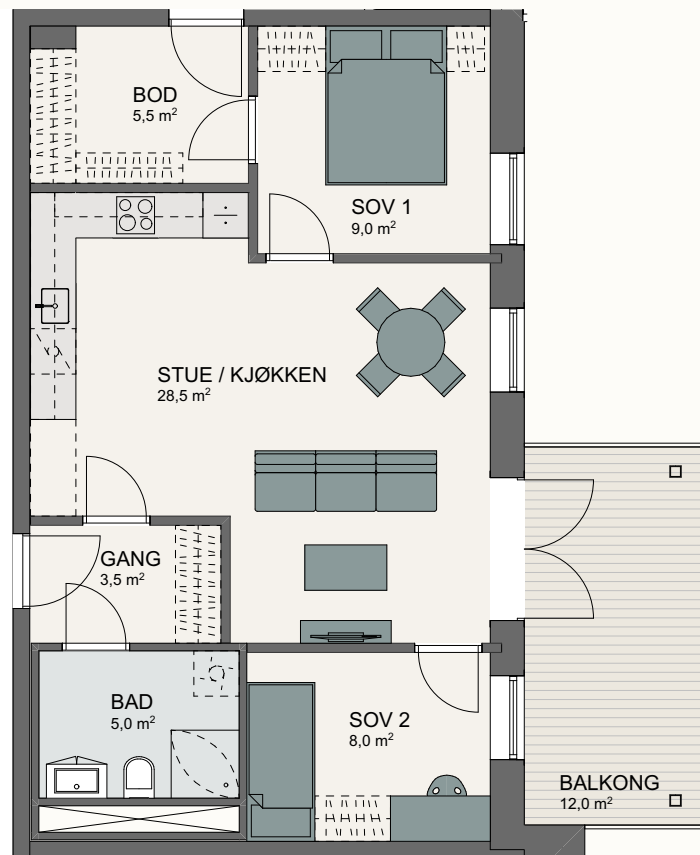 BOD
5,5 m²
SOV 1
9,0 m²
STUE / KJØKKEN
28,5 m²
GANG
3,5 m²
BAD
5,0 m²
SOV 2
8,0 m²
BALKONG
12,0 m²